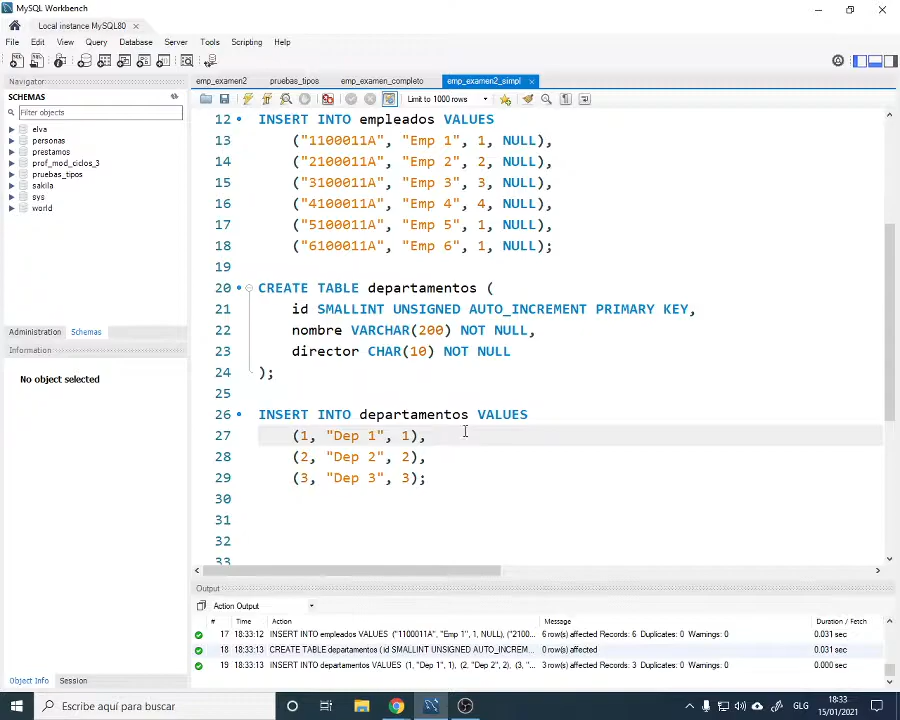 MySQL Workbench
Local instance MySQL80 ×
File Edit View Query Database Server Tools Scripting Help
Navigator
SCHEMAS
Filter objects
elva
personas
prestamos
prof_mod_ciclos_3
pruebas_tipos
sakila
sys
world
Administration Schemas
Information
No object selected
Object Info Session
emp_examen2 pruebas_tipos emp_examen_completo emp_examen2_simpl ×
Limit to 1000 rows
12 INSERT INTO empleados VALUES
13 ("1100011A", "Emp 1", 1, NULL),
14 ("2100011A", "Emp 2", 2, NULL),
15 ("3100011A", "Emp 3", 3, NULL),
16 ("4100011A", "Emp 4", 4, NULL),
17 ("5100011A", "Emp 5", 1, NULL),
18 ("6100011A", "Emp 6", 1, NULL);
19
20 CREATE TABLE departamentos (
21 id SMALLINT UNSIGNED AUTO_INCREMENT PRIMARY KEY,
22 nombre VARCHAR(200) NOT NULL,
23 director CHAR(10) NOT NULL
24 );
25
26 INSERT INTO departamentos VALUES
27 (1, "Dep 1", 1),
28 (2, "Dep 2", 2),
29 (3, "Dep 3", 3);
30
31
32
33
Output
Action Output
# Time Action Message Duration / Fetch
17 18:33:12 INSERT INTO empleados VALUES ("1100011A", "Emp 1", 1, NULL), ("2100... 6 row(s) affected Records: 6 Duplicates: 0 Warnings: 0 0.031 sec
18 18:33:13 CREATE TABLE departamentos ( id SMALLINT UNSIGNED AUTO_INCREM... 0 row(s) affected 0.031 sec
19 18:33:13 INSERT INTO departamentos VALUES (1, "Dep 1", 1), (2, "Dep 2", 2), (3, "... 3 row(s) affected Records: 3 Duplicates: 0 Warnings: 0 0.000 sec
Escribe aquí para buscar
GLG
18:33
15/01/2021